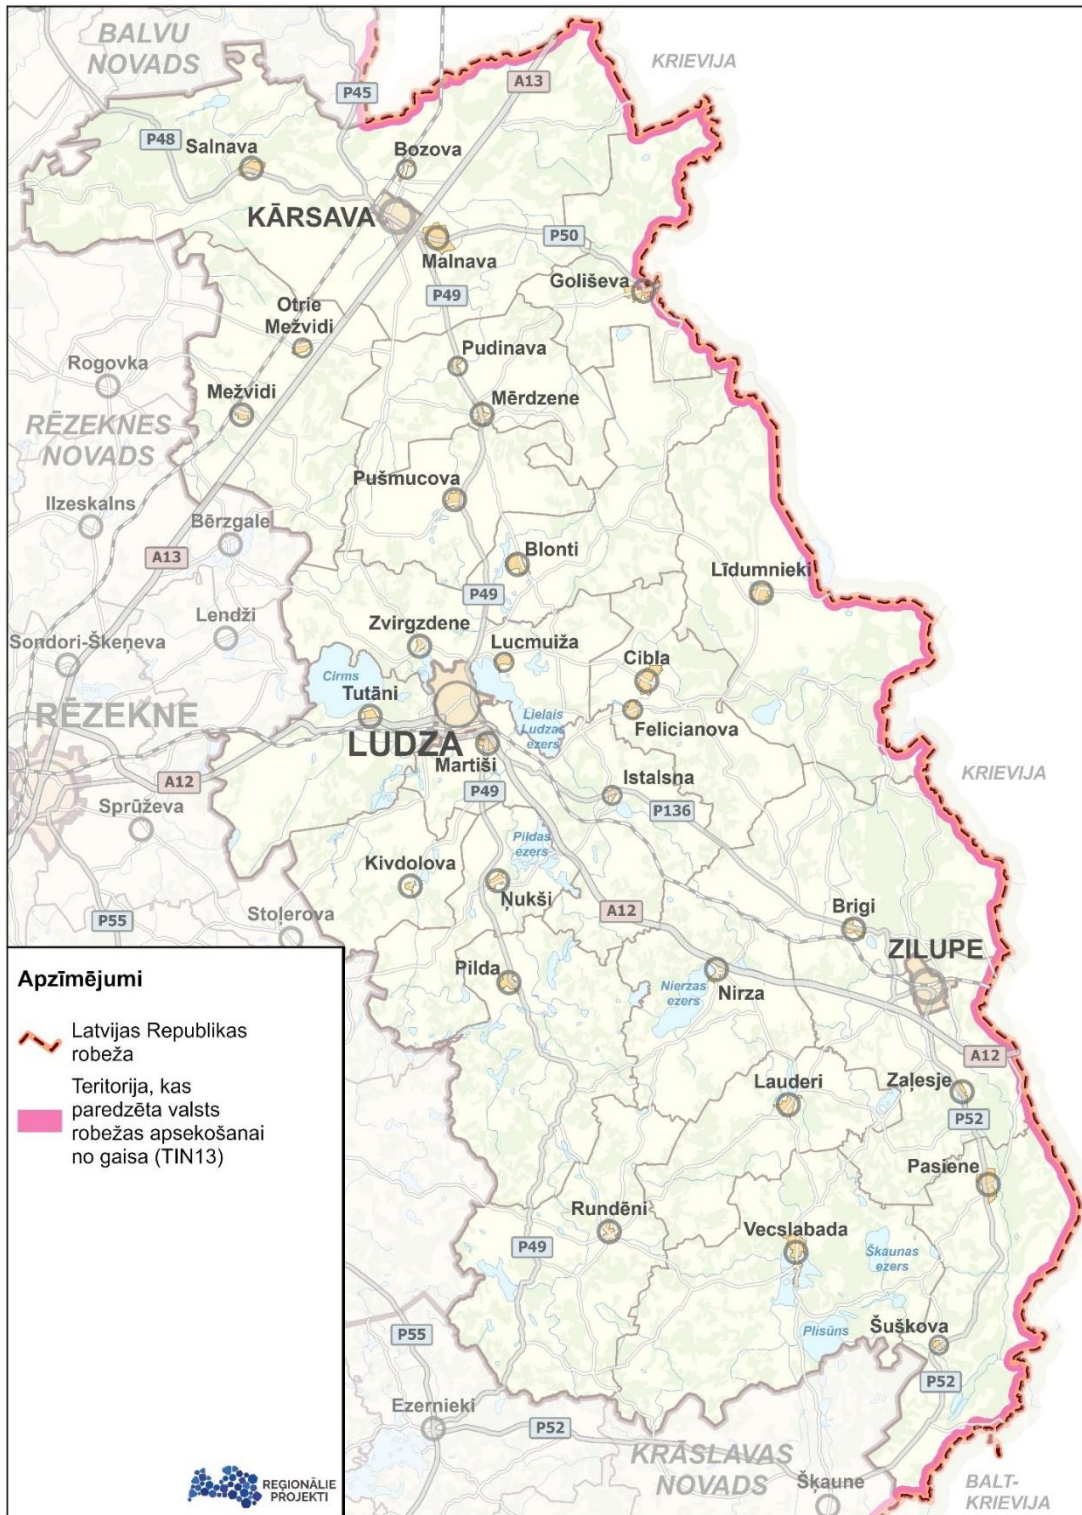 BALVU
NOVADS
KRIEVIJA
A13
P45
P48
Salnava
Bozova
KĀRSAVA
P50
Malnava
Goliševa
P49
Otrie
Mežvidi
Pudinava
Rogovka
Mežvidi
Mērdzene
RĒZEKNES
NOVADS
Pušmucova
Ilzeskalns
Bērzgale
A13
Blonti
Līdumnieki
P49
Lendži
Zvirgzdene
Sondori-Škeņeva
Lucmuiža
Cibla
Cirms
Tutāni
RĒZEKNE
Lielais
Ludzas
ezers
Felicianova
LUDZA
Martiši
KRIEVIJA
A12
Istalsna
P49
Sprūževa
P136
Pildas
ezers
Kivdolova
Ņukši
Stoļerova
P55
A12
Brigi
ZILUPE
Pilda
Nierzas
ezers
Nirza
A12
Lauderi
Zaļesje
P52
Pasiene
Rundēni
Vecslabada
P49
Škaunas
ezers
Plisūns
Šuškova
P55
P52
Ezernieki
P52
KRĀSLAVAS
NOVADS
Šķaune
BALT-
KRIEVIJA
Apzīmējumi
Latvijas Republikas
robeža
Teritorija, kas
paredzēta valsts
robežas apsekošanai
no gaisa (TIN13)
REĢIONĀLIE
PROJEKTI